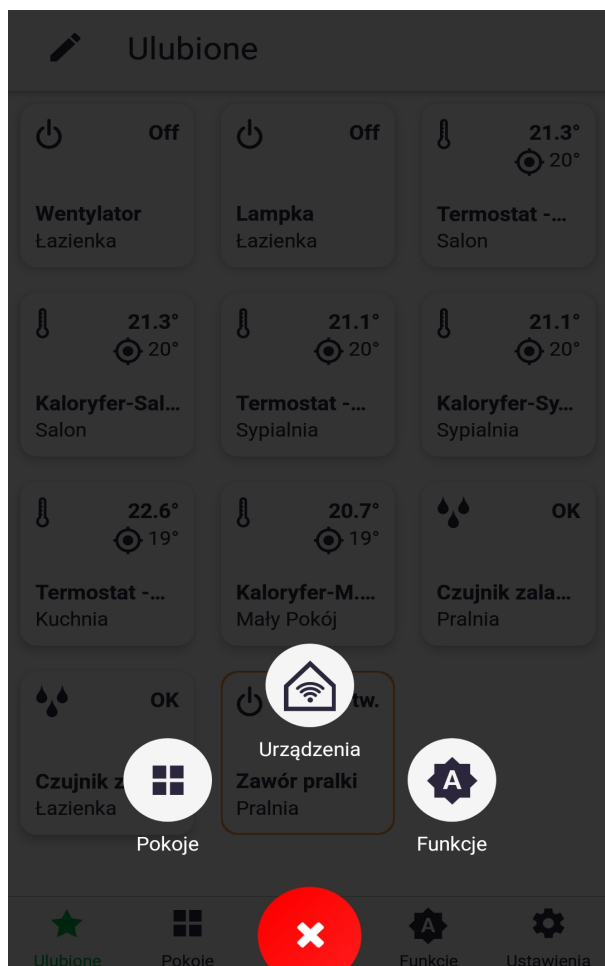 Ulubione
Off
Wentylator
Łazienka
Off
Lampka
Łazienka
21.3°
20°
Termostat -...
Salon
21.3°
20°
Kaloryfer-Sal...
Salon
21.1°
20°
Termostat -...
Sypialnia
21.1°
20°
Kaloryfer-Sy...
Sypialnia
22.6°
19°
Termostat -...
Kuchnia
20.7°
19°
Kaloryfer-M....
Mały Pokój
OK
Czujnik zala...
Pralnia
OK
Czujnik z
Łazienka
tw.
Zawór pralki
Pralnia
Urządzenia
Pokoje
A
Funkcje
Ulubione
Pokoje
A
Funkcje
Ustawienia